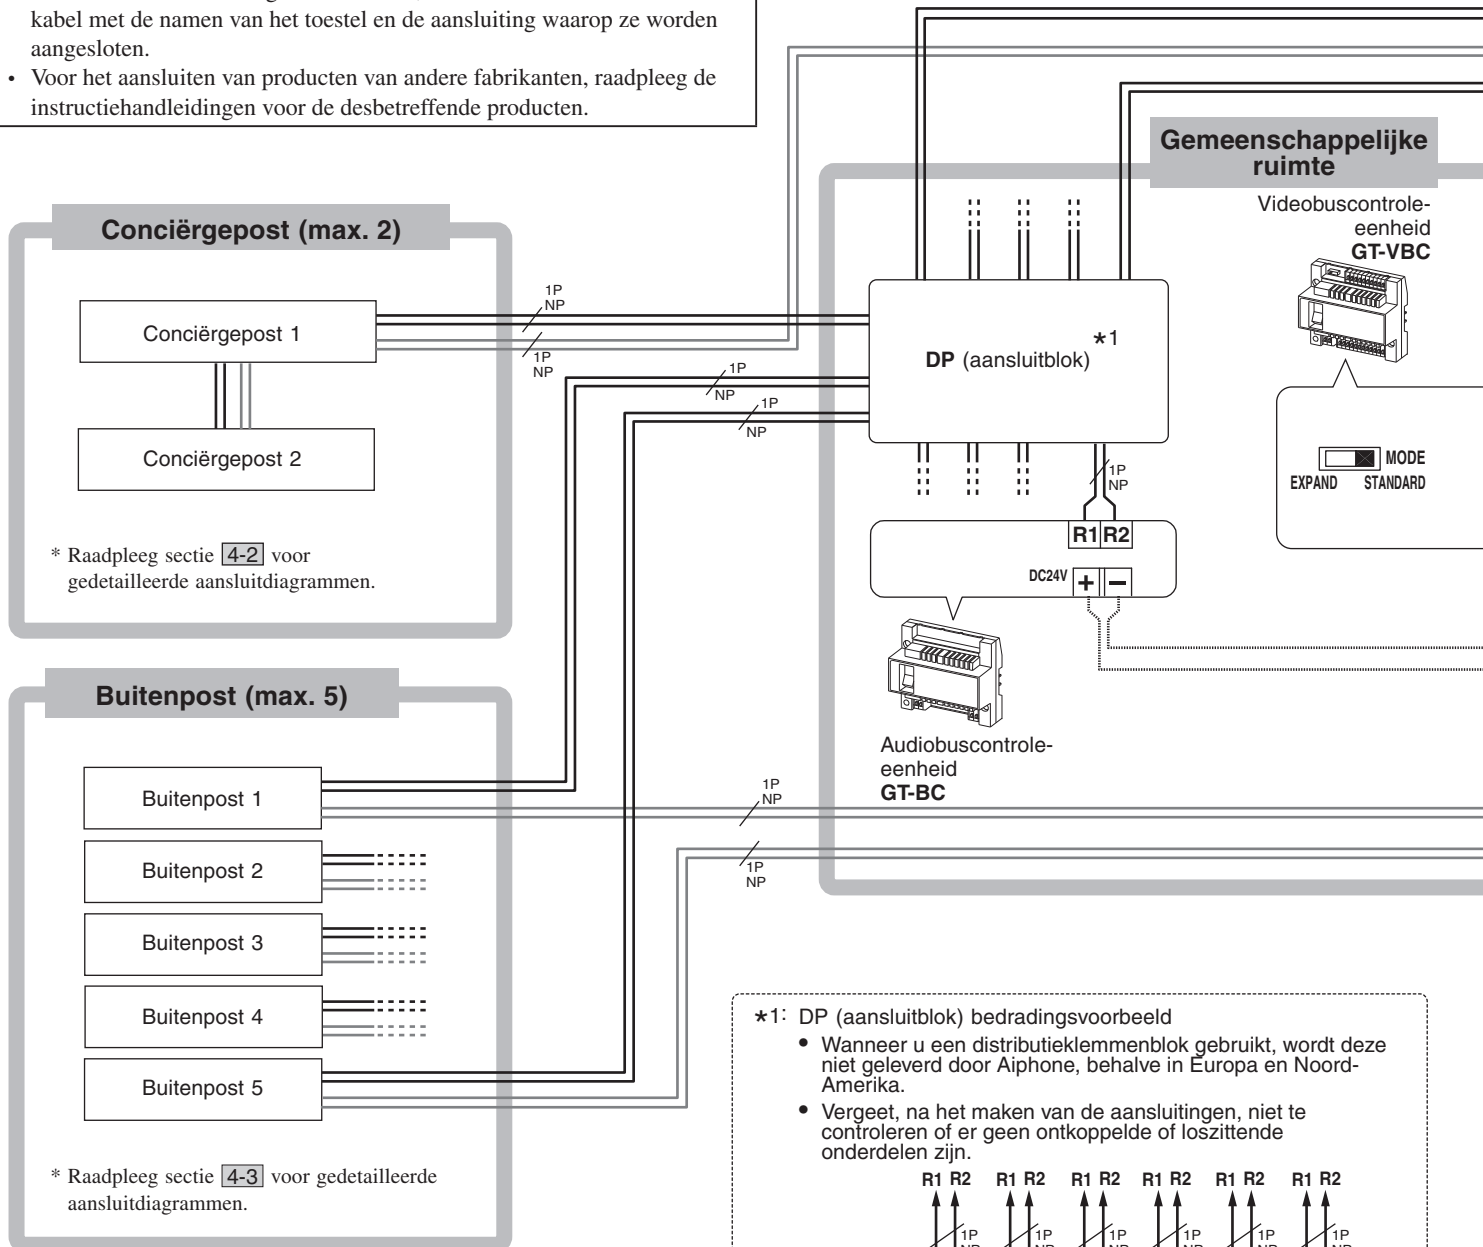 kabel met de namen van het toestel en de aansluiting waarop ze worden
aangesloten.
• Voor het aansluiten van producten van andere fabrikanten, raadpleeg de
instructiehandleidingen voor de desbetreffende producten.
Gemeenschappelijke
ruimte
Videobuscontrole-
eenheid
GT-VBC
Conciërgepost (max. 2)
1P
NP
Conciërgepost 1
1P
NP
DP (aansluitblok)
*1
1P
NP
1P
NP
Conciërgepost 2
MODE
EXPAND STANDARD
1P
NP
R1 R2
* Raadpleeg sectie 4-2 voor
gedetailleerde aansluitdiagrammen.
DC24V + −
Buitenpost (max. 5)
Audiobuscontrole-
eenheid
GT-BC
Buitenpost 1
1P
NP
Buitenpost 2
1P
NP
Buitenpost 3
Buitenpost 4
Buitenpost 5
* Raadpleeg sectie 4-3 voor gedetailleerde
aansluitdiagrammen.
*1: DP (aansluitblok) bedradingsvoorbeeld
• Wanneer u een distributieklemmenblok gebruikt, wordt deze
niet geleverd door Aiphone, behalve in Europa en Noord-
Amerika.
• Vergeet, na het maken van de aansluitingen, niet te
controleren of er geen ontkoppelde of loszittende
onderdelen zijn.
R1 R2 R1 R2 R1 R2 R1 R2 R1 R2 R1 R2
1P 1P 1P 1P 1P 1P